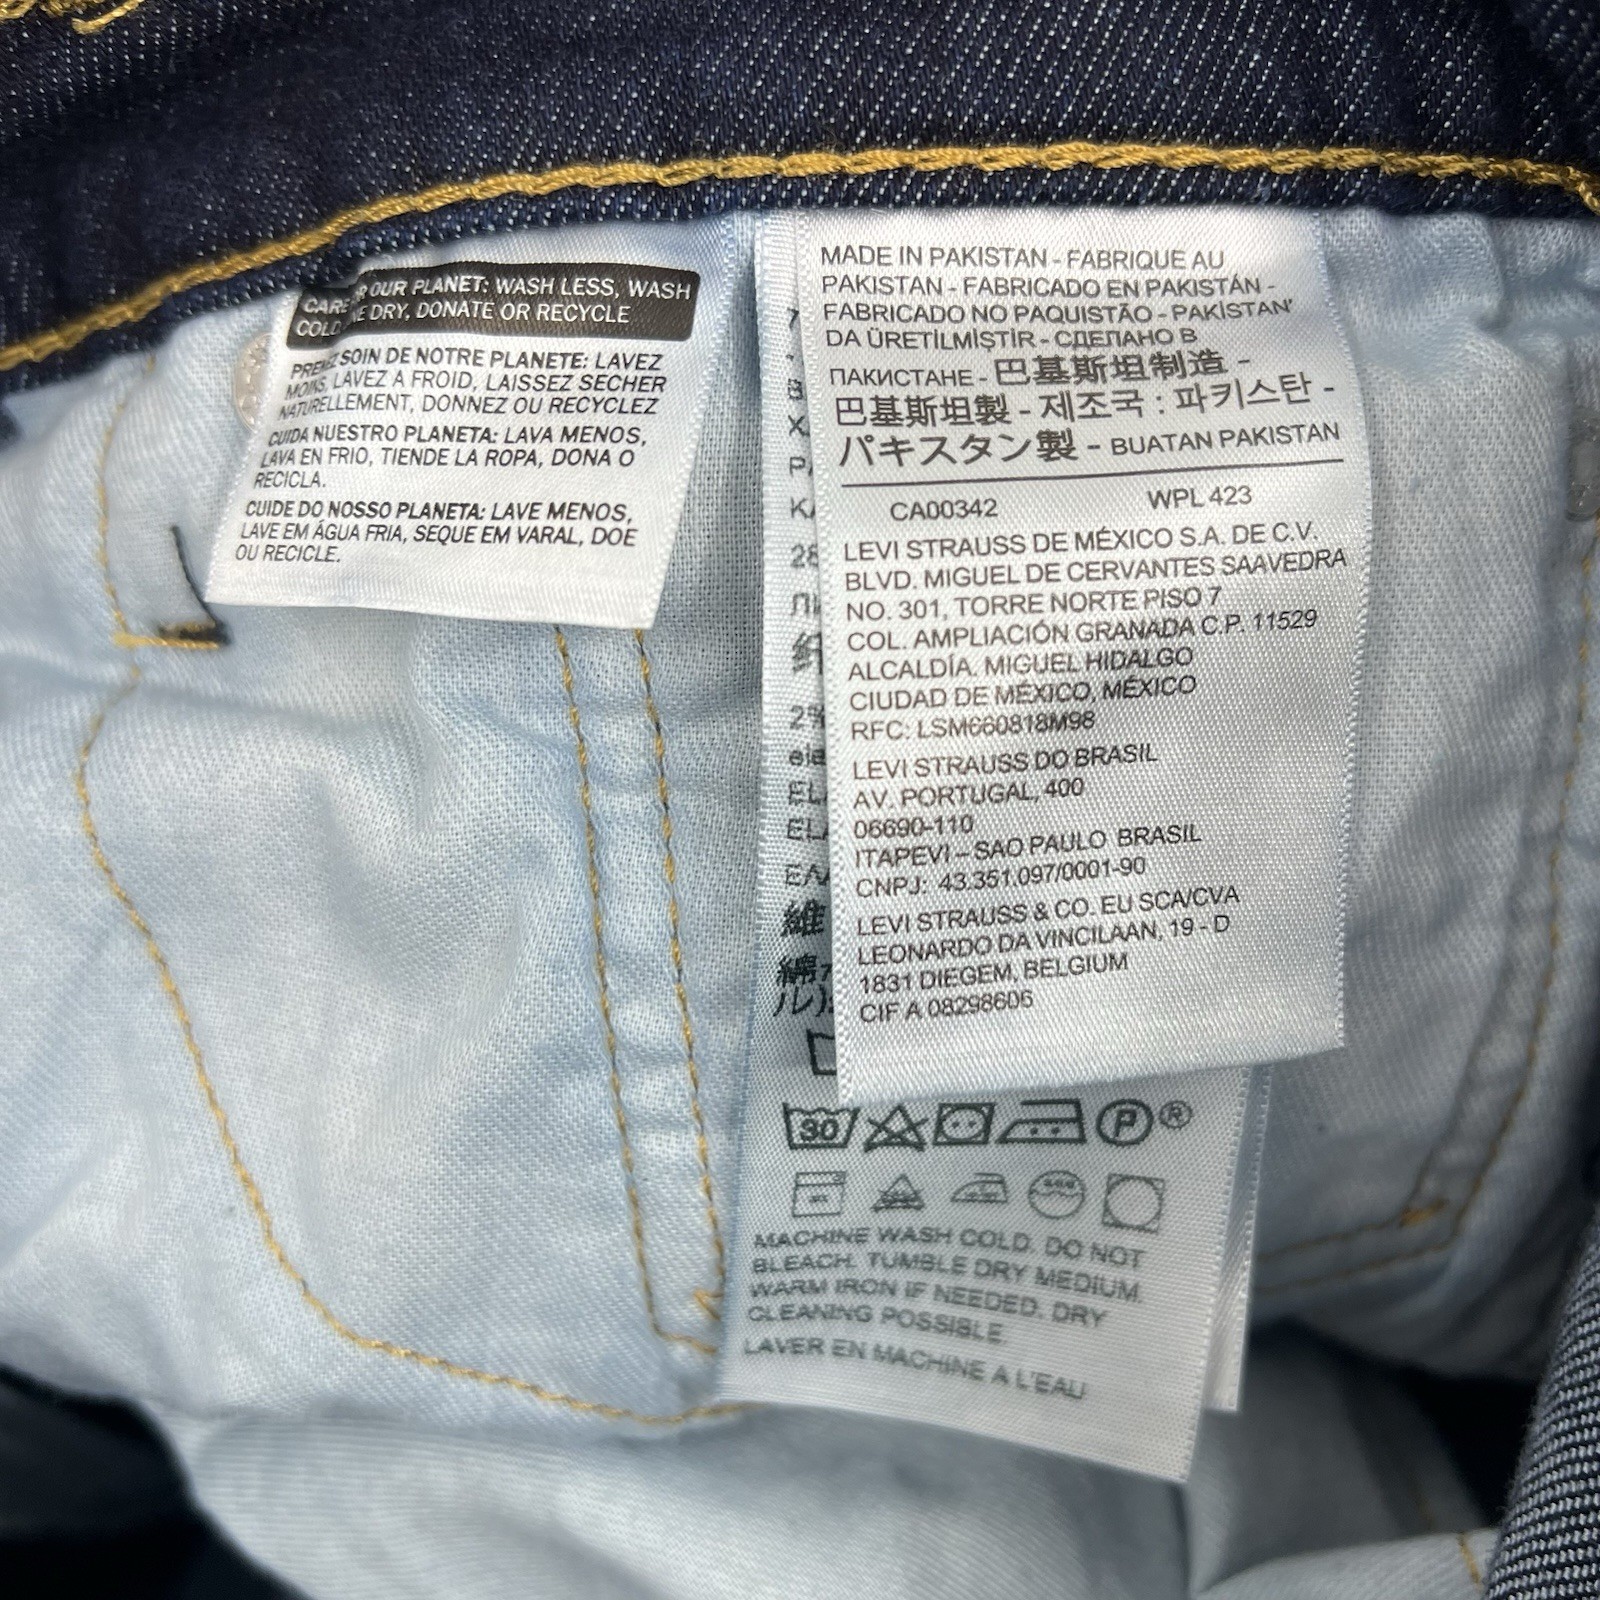 CARE FOR OUR PLANET: WASH LESS, WASH
COLD, DRY, DONATE OR RECYCLE
PRENEZ SOIN DE NOTRE PLANETE: LAVEZ
MOINS, LAVEZ A FROID, LAISSEZ SECHER
NATURELLEMENT, DONNEZ OU RECYCLEZ
CUIDA NUESTRO PLANETA: LAVA MENOS,
LAVA EN FRIO, TIENDE LA ROPA, DONA O
RECICLA.
CUIDE DO NOSSO PLANETA: LAVE MENOS,
LAVE EM ÁGUA FRIA, SEQUE EM VARAL, DOE
OU RECICLE.
MADE IN PAKISTAN - FABRIQUE AU
PAKISTAN - FABRICADO EN PAKISTÁN -
FABRICADO NO PAQUISTÃO - PAKİSTAN'
DA ÜRETİLMİŞTİR - СДЕЛАНО В
ПАКИСТАНЕ - 巴基斯坦制造 -
巴基斯坦製 - 제조국 : 파키스탄 -
パキスタン製 - BUATAN PAKISTAN
CA00342 WPL 423
LEVI STRAUSS DE MÉXICO S.A. DE C.V.
BLVD. MIGUEL DE CERVANTES SAAVEDRA
NO. 301, TORRE NORTE PISO 7
COL. AMPLIACIÓN GRANADA C.P. 11529
ALCALDÍA. MIGUEL HIDALGO
CIUDAD DE MÉXICO, MÉXICO
RFC: LSM660818M98
LEVI STRAUSS DO BRASIL
AV. PORTUGAL, 400
06690-110
ITAPEVI – SAO PAULO BRASIL
CNPJ: 43.351.097/0001-90
LEVI STRAUSS & CO. EU SCA/CVA
LEONARDO DA VINCILAAN, 19 - D
1831 DIEGEM, BELGIUM
CIF A 08298606
30 P ®
MACHINE WASH COLD. DO NOT
BLEACH. TUMBLE DRY MEDIUM.
WARM IRON IF NEEDED. DRY
CLEANING POSSIBLE.
LAVER EN MACHINE A L'EAU